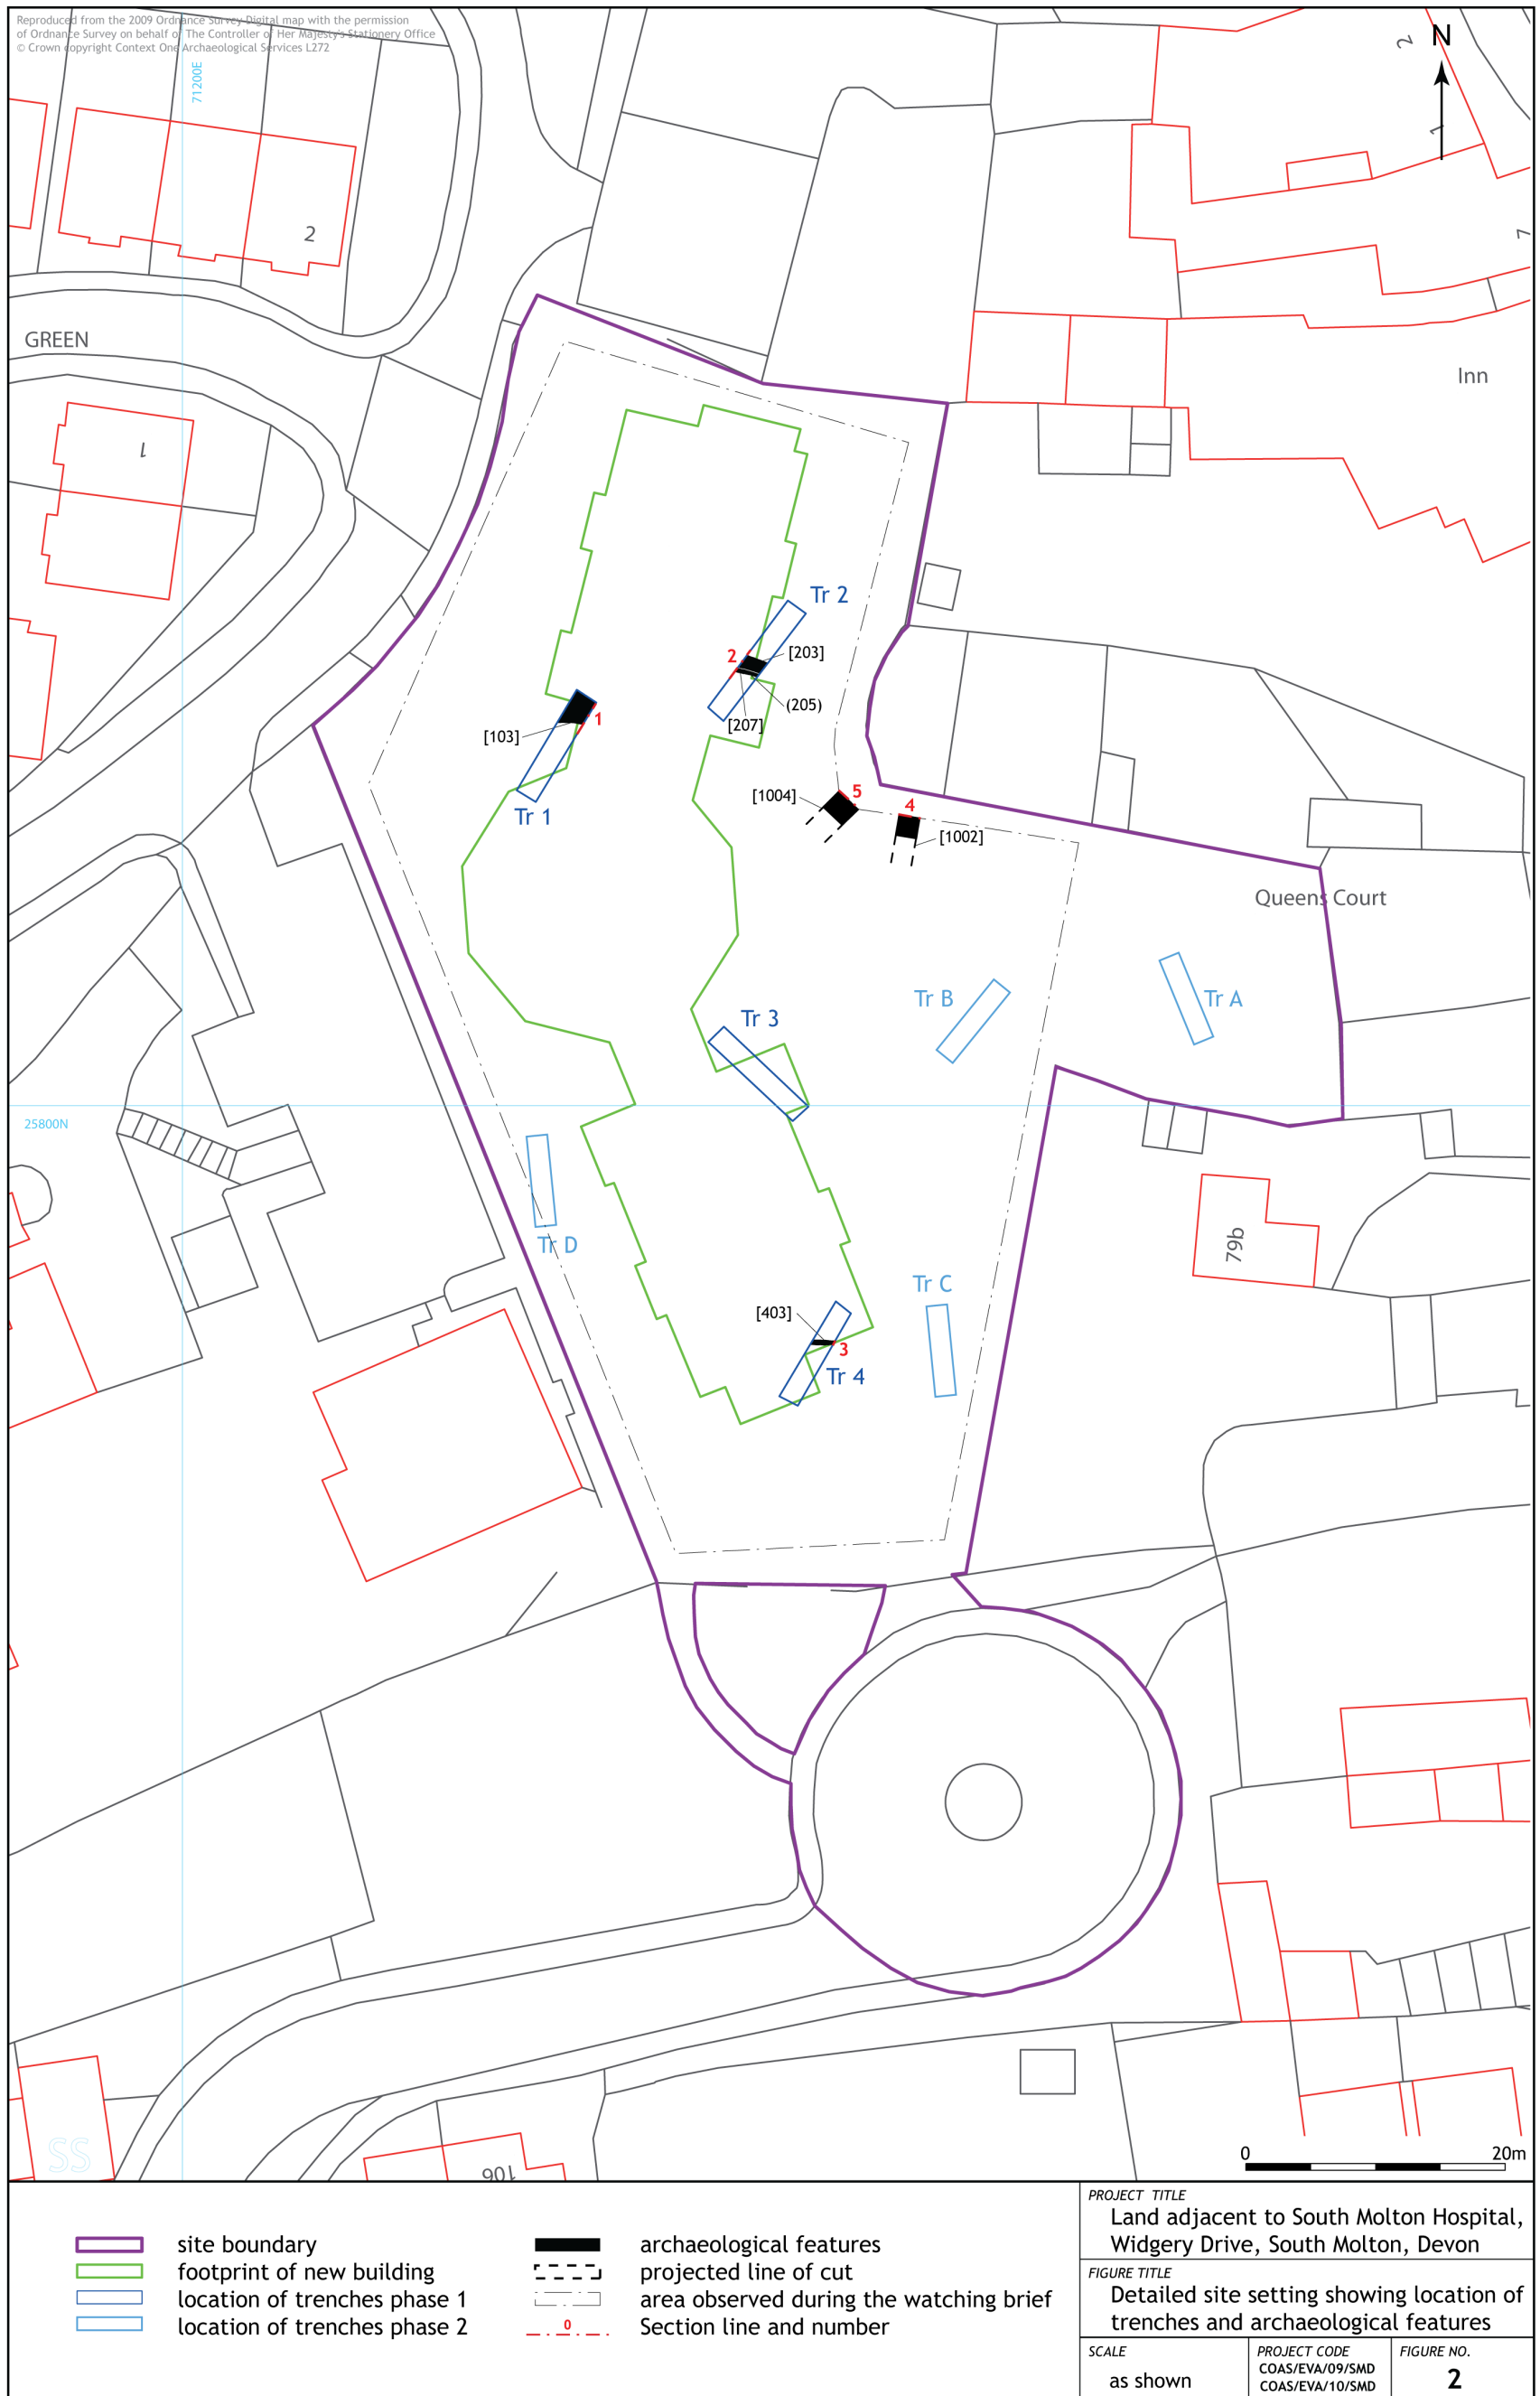 Reproduced from the 2009 Ordnance Survey Digital map with the permission
of Ordnance Survey on behalf of The Controller of Her Majesty's Stationery Office
© Crown copyright Context One Archaeological Services L272
71200E
N
2
1
2
7
GREEN
Inn
1
Tr 2
2
[203]
(205)
[207]
1
[103]
Tr 1
[1004]
5
4
[1002]
Queens Court
Tr B
Tr A
Tr 3
25800N
Tr D
79b
Tr C
[403]
3
Tr 4
SS
106
0
20m
site boundary
footprint of new building
location of trenches phase 1
location of trenches phase 2
archaeological features
projected line of cut
area observed during the watching brief
0
Section line and number
PROJECT TITLE
Land adjacent to South Molton Hospital,
Widgery Drive, South Molton, Devon
FIGURE TITLE
Detailed site setting showing location of
trenches and archaeological features
SCALE
as shown
PROJECT CODE
COAS/EVA/09/SMD
COAS/EVA/10/SMD
FIGURE NO.
2